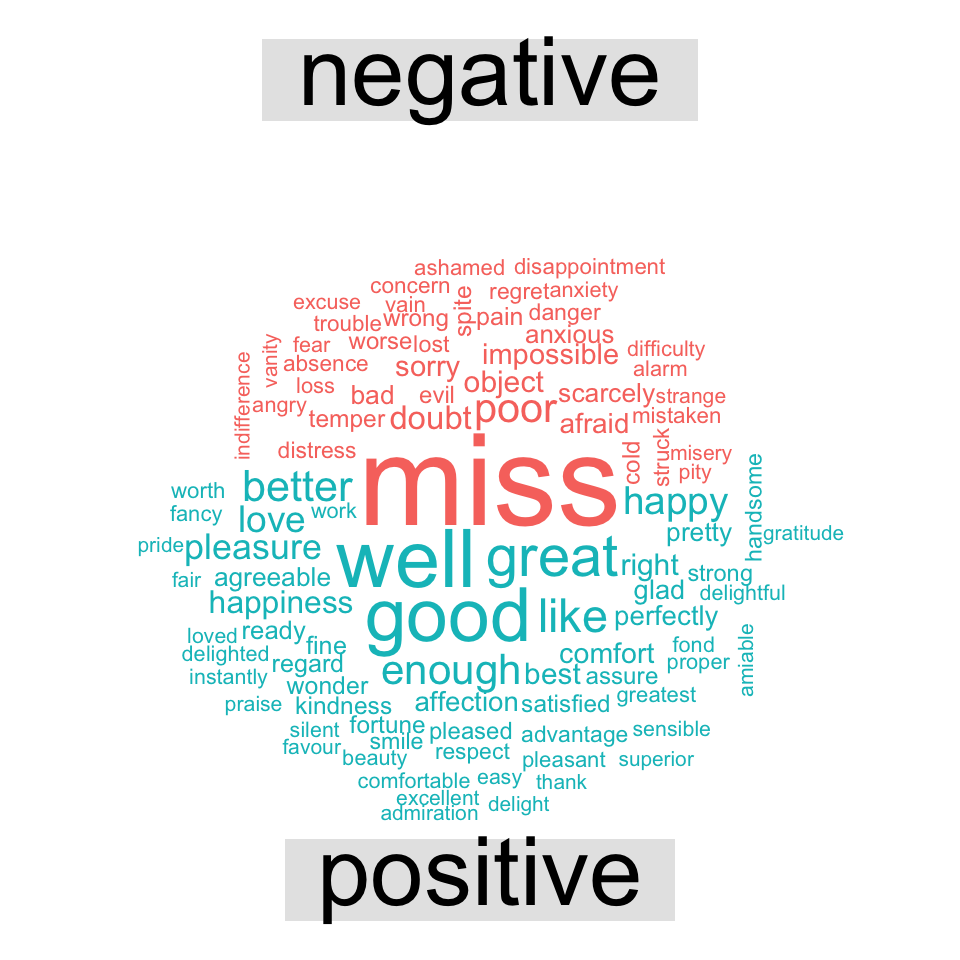 negative
ashamed disappointment
concern
regret anxiety
excuse vain spite
trouble wrong pain danger
anxious
vanity fear worse lost
impossible difficulty
indifference absence sorry alarm
loss bad evil object scarcely strange
angry temper doubt poor afraid mistaken
distress miss cold struck misery
pity
worth better happy handsome
fancy love work pretty gratitude
pride pleasure well great right
fair agreeable glad strong delightful
happiness good like perfectly
loved ready fine fond amiable
delighted regard comfort proper
instantly wonder enough best assure
praise kindness affection satisfied greatest
silent fortune pleased advantage sensible
favour smile respect
beauty pleasant superior
comfortable easy thank
excellent
admiration delight
positive